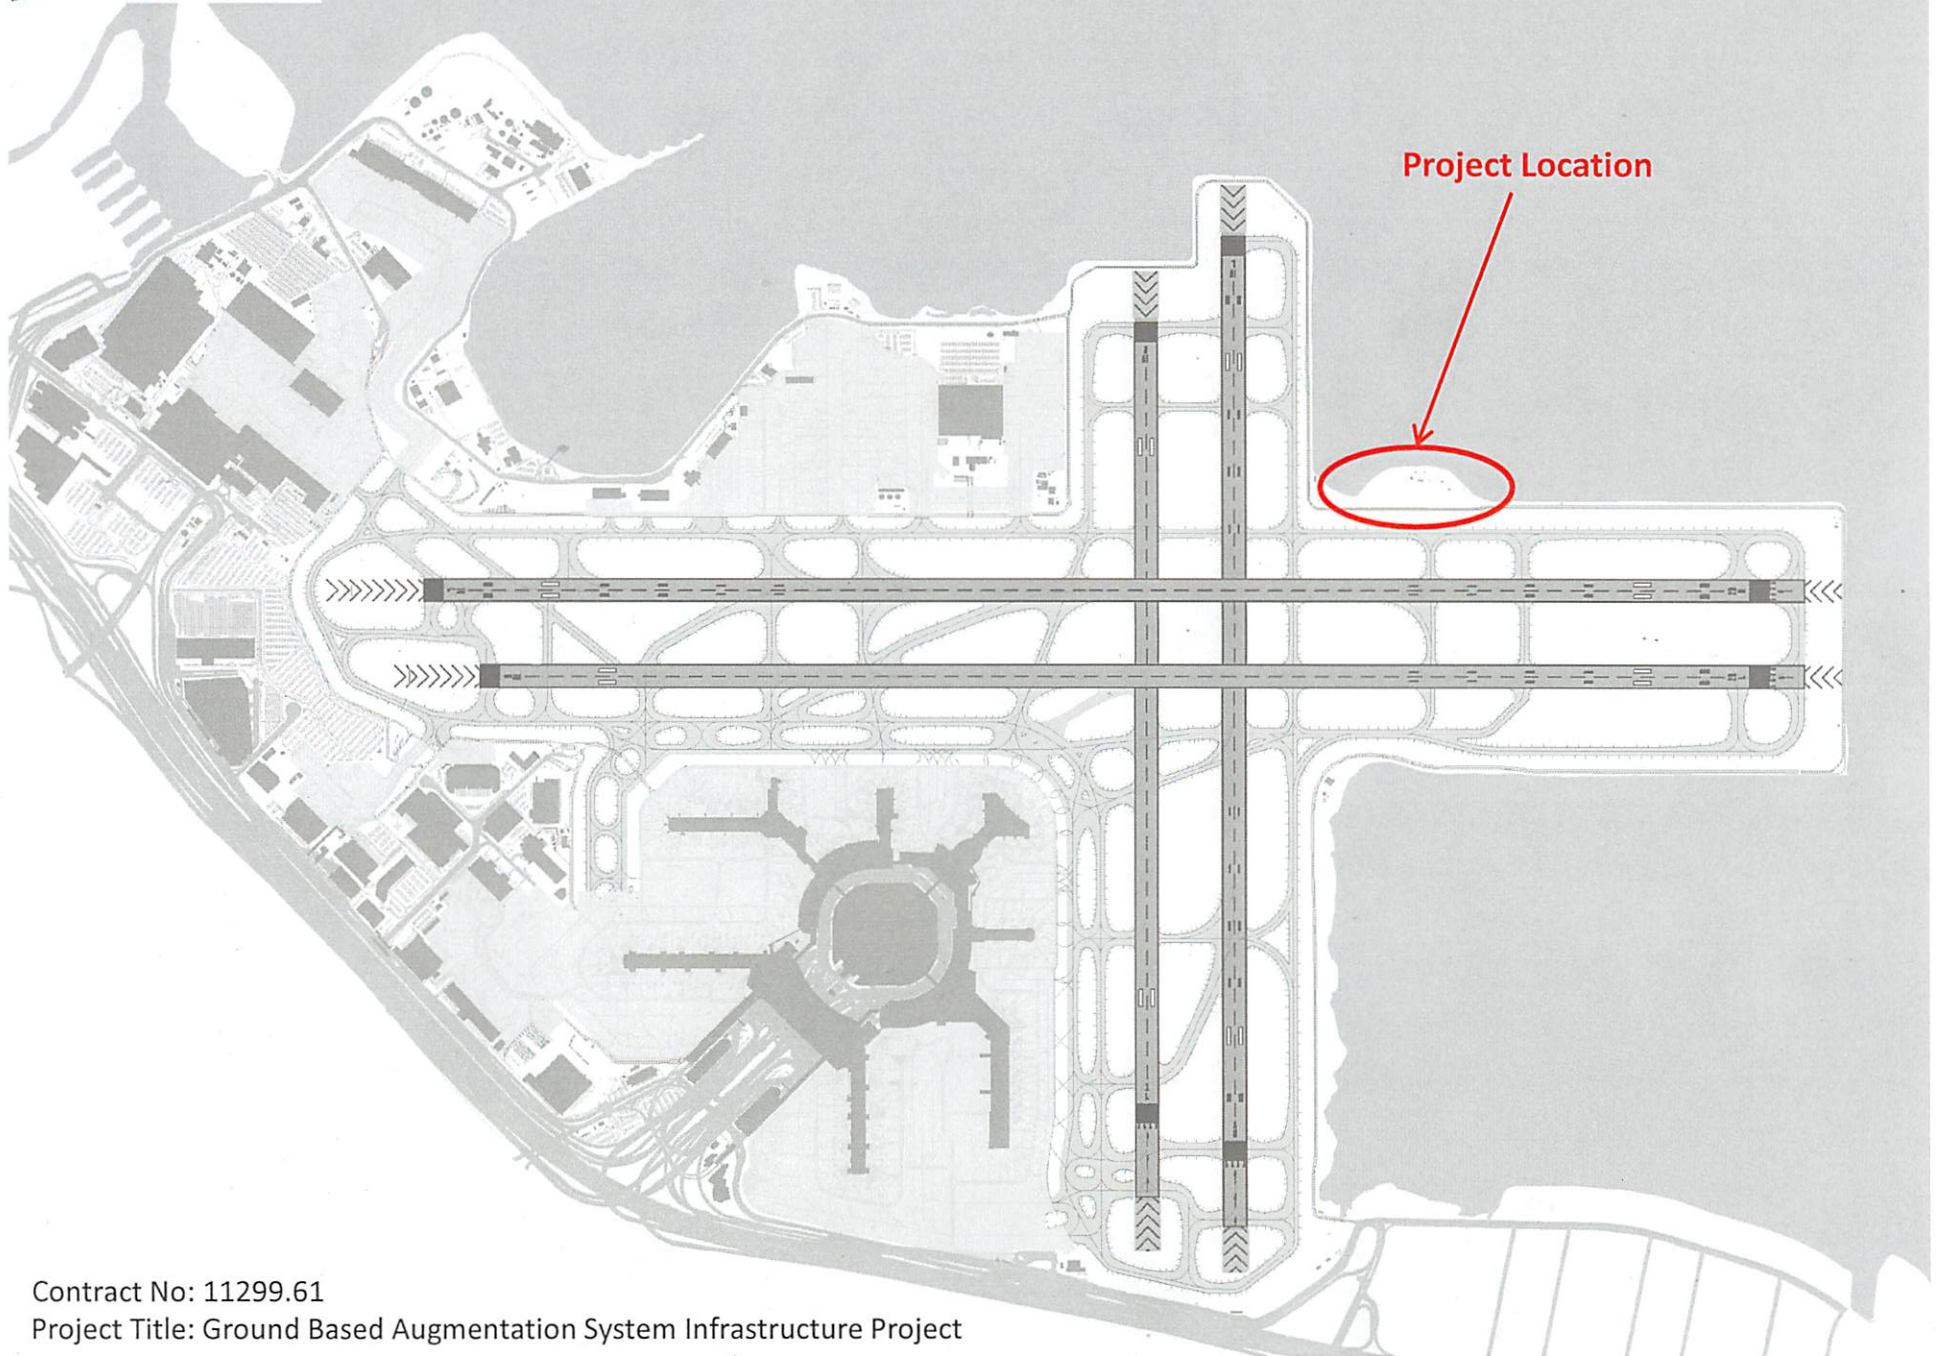 Project Location
Contract No: 11299.61
Project Title: Ground Based Augmentation System Infrastructure Project